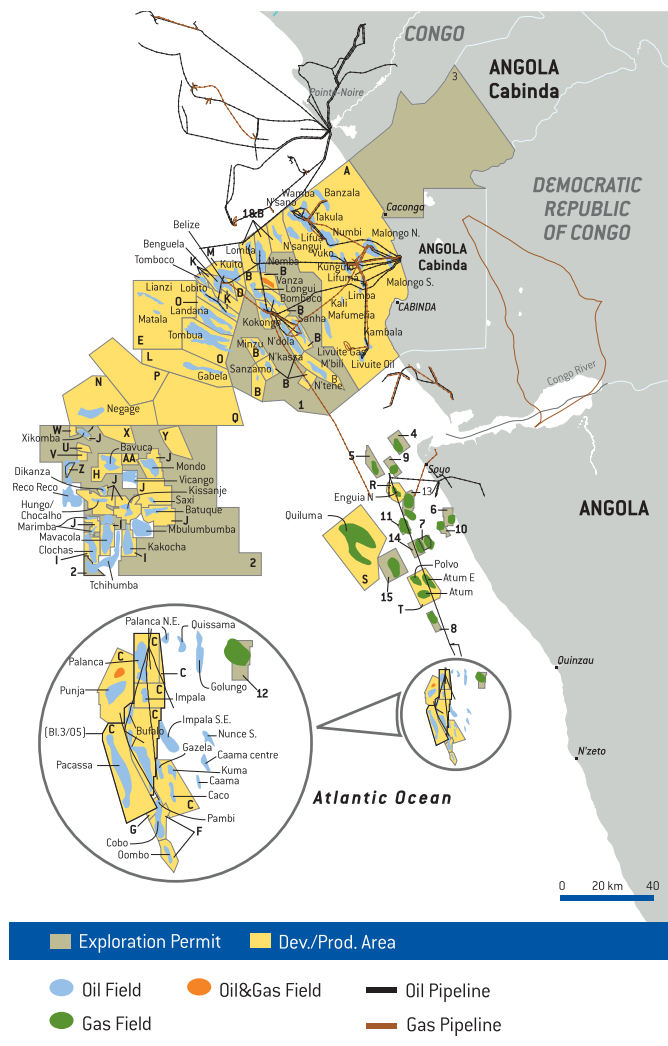 CONGO
ANGOLA
Cabinda
3
Pointe-Noire
DEMOCRATIC
REPUBLIC
OF CONGO
A
Wamba
Banzala
N'sano
1&B
Takula
Caconga
Belize
Lifua
Numbi
Malongo N.
Benguela
M
Lomba
N'sangui
Vuko
ANGOLA
Cabinda
Tomboco
K
Kuito
Nemba
B
Kungulo
Lianzi
Lobito
B
Vanza
Lifuma
Malongo S.
D
Longui
O
K
Bomboco
Limpa
Matala
Landana
B
Kali
CABINDA
Kokongo
Sanha
Mafumeira
Tombua
Kambala
E
Minzu
N'dola
B
L
O
B
N'kassa
Livuite Gas
P
Sanzamo
M'bili
Livuite Oil
N
Gabela
B
B
N'tene
B
Congo River
Negage
Q
1
W
Xikomba
J
X
Y
4
U
V
Bavuca
AA
J
5
9
Soyo
Dikanza
Z
H
Mondo
J
Vicango
R
Reco Reco
J
Kissanje
Enguia N
13
Saxi
Hungo/
Chocalho
Batuque
Quiluma
11
6
ANGOLA
Marimba
J
I
J
7
10
Mavacola
Mbulumbumba
14
Clochas
Kakocha
Polvo
I
I
2
Atum E
2
S
15
Atum
Tchihumba
T
8
Palanca N.E.
Quissama
C
Palanca
C
C
Quinzau
Golungo
12
Punja
C
Impala
C
Impala S.E.
(Bl.3/05)
C
Bufalo
Nunce S.
Gazela
Caama centre
Pacassa
Kuma
N'zeto
Caama
Caco
C
Atlantic Ocean
Pambi
G
F
Cobo
Oombo
0 20 km 40
Exploration Permit
Dev./Prod. Area
Oil Field
Oil&Gas Field
Oil Pipeline
Gas Field
Gas Pipeline